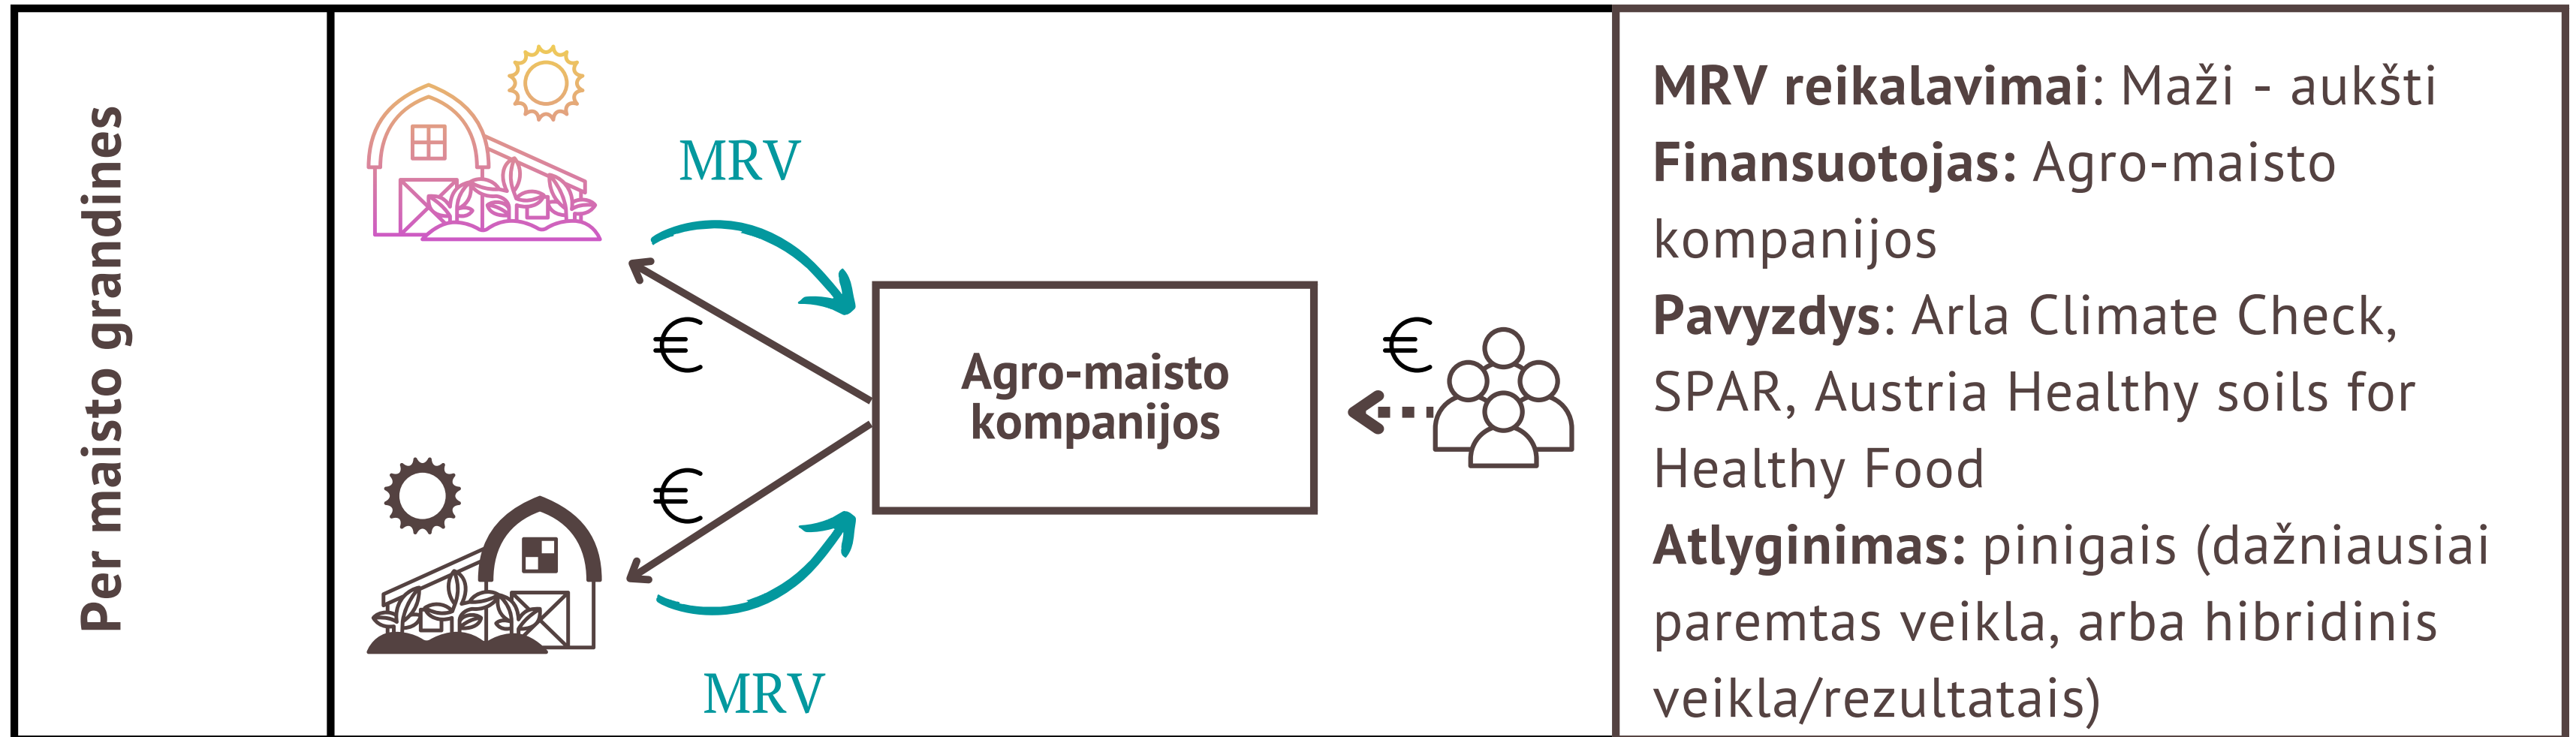 Per maisto grandines
MRV
€
€
MRV
Agro-maisto
kompanijos
€
MRV reikalavimai: Maži - aukšti
Finansuotojas: Agro-maisto
kompanijos
Pavyzdys: Arla Climate Check,
SPAR, Austria Healthy soils for
Healthy Food
Atlyginimas: pinigais (dažniausiai
paremtas veikla, arba hibridinis
veikla/rezultatais)